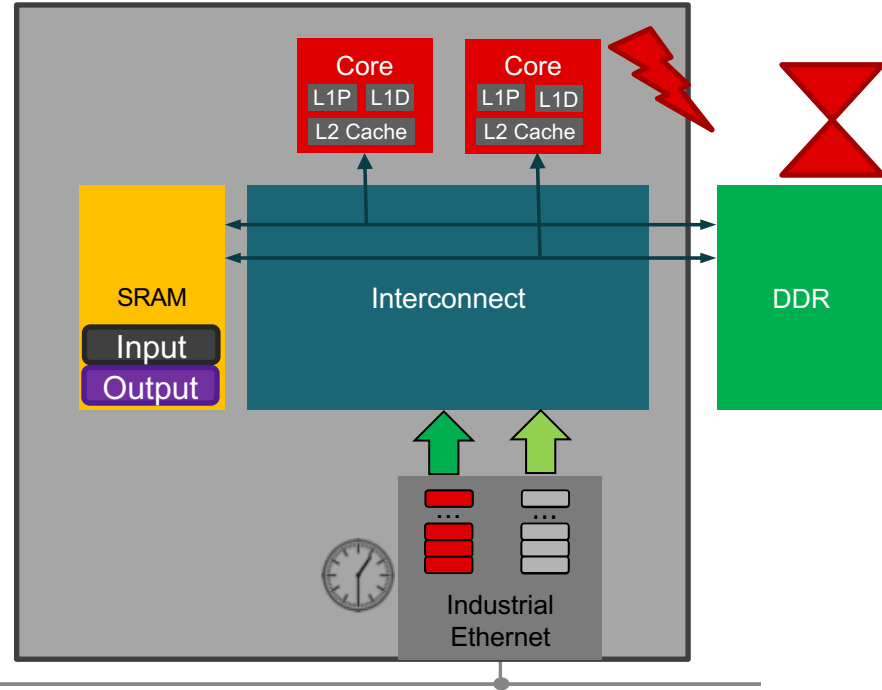 Core
L1P L1D
L2 Cache
Core
L1P L1D
L2 Cache
SRAM
Input
Output
Interconnect
DDR
...
...
Industrial
Ethernet